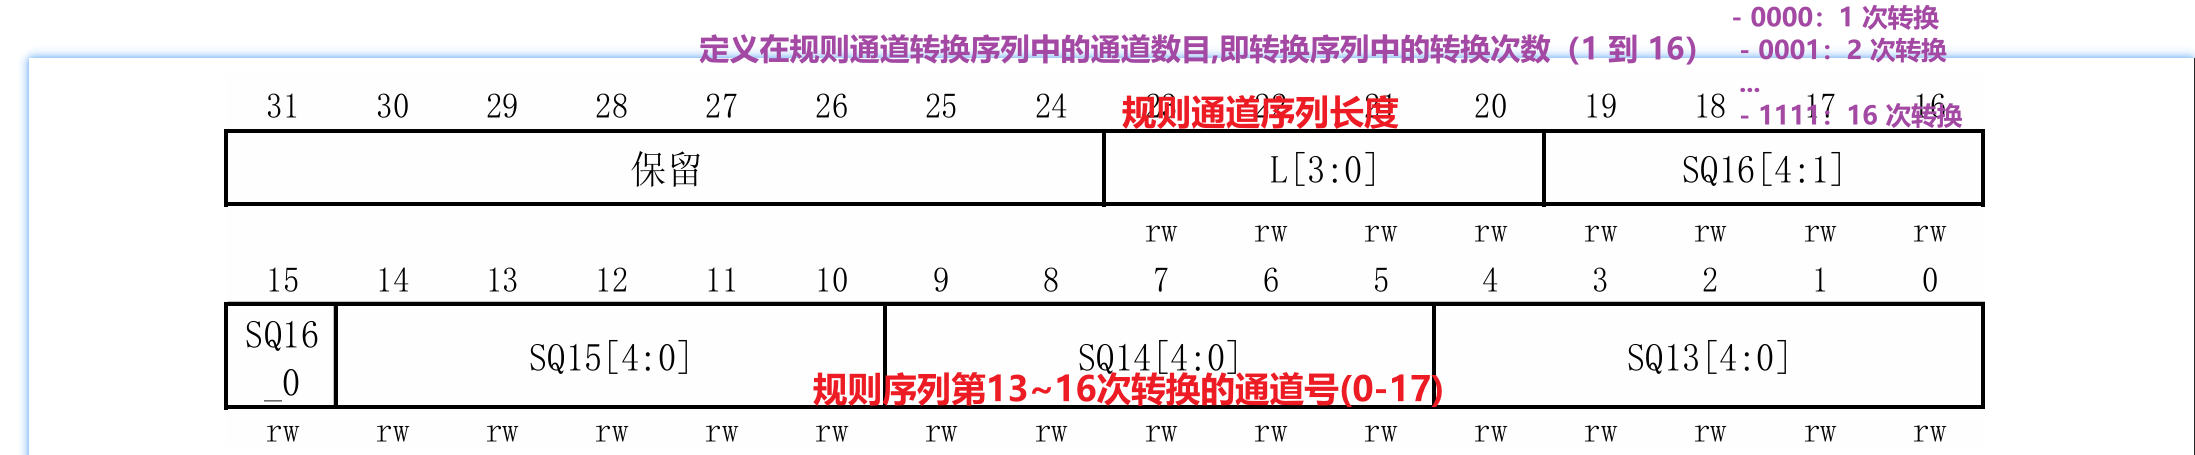 - 0000：1 次转换
定义在规则通道转换序列中的通道数目,即转换序列中的转换次数（1 到 16）
- 0001：2 次转换
...
- 1111：16 次转换
规则通道序列长度
31 30 29 28 27 26 25 24 23 22 21 20 19 18 17 16
保留 L[3:0] SQ16[4:1]
rw rw rw rw rw rw rw rw
15 14 13 12 11 10 9 8 7 6 5 4 3 2 1 0
SQ16
_0
SQ15[4:0] SQ14[4:0] SQ13[4:0]
规则序列第13~16次转换的通道号(0-17)
rw rw rw rw rw rw rw rw rw rw rw rw rw rw rw rw